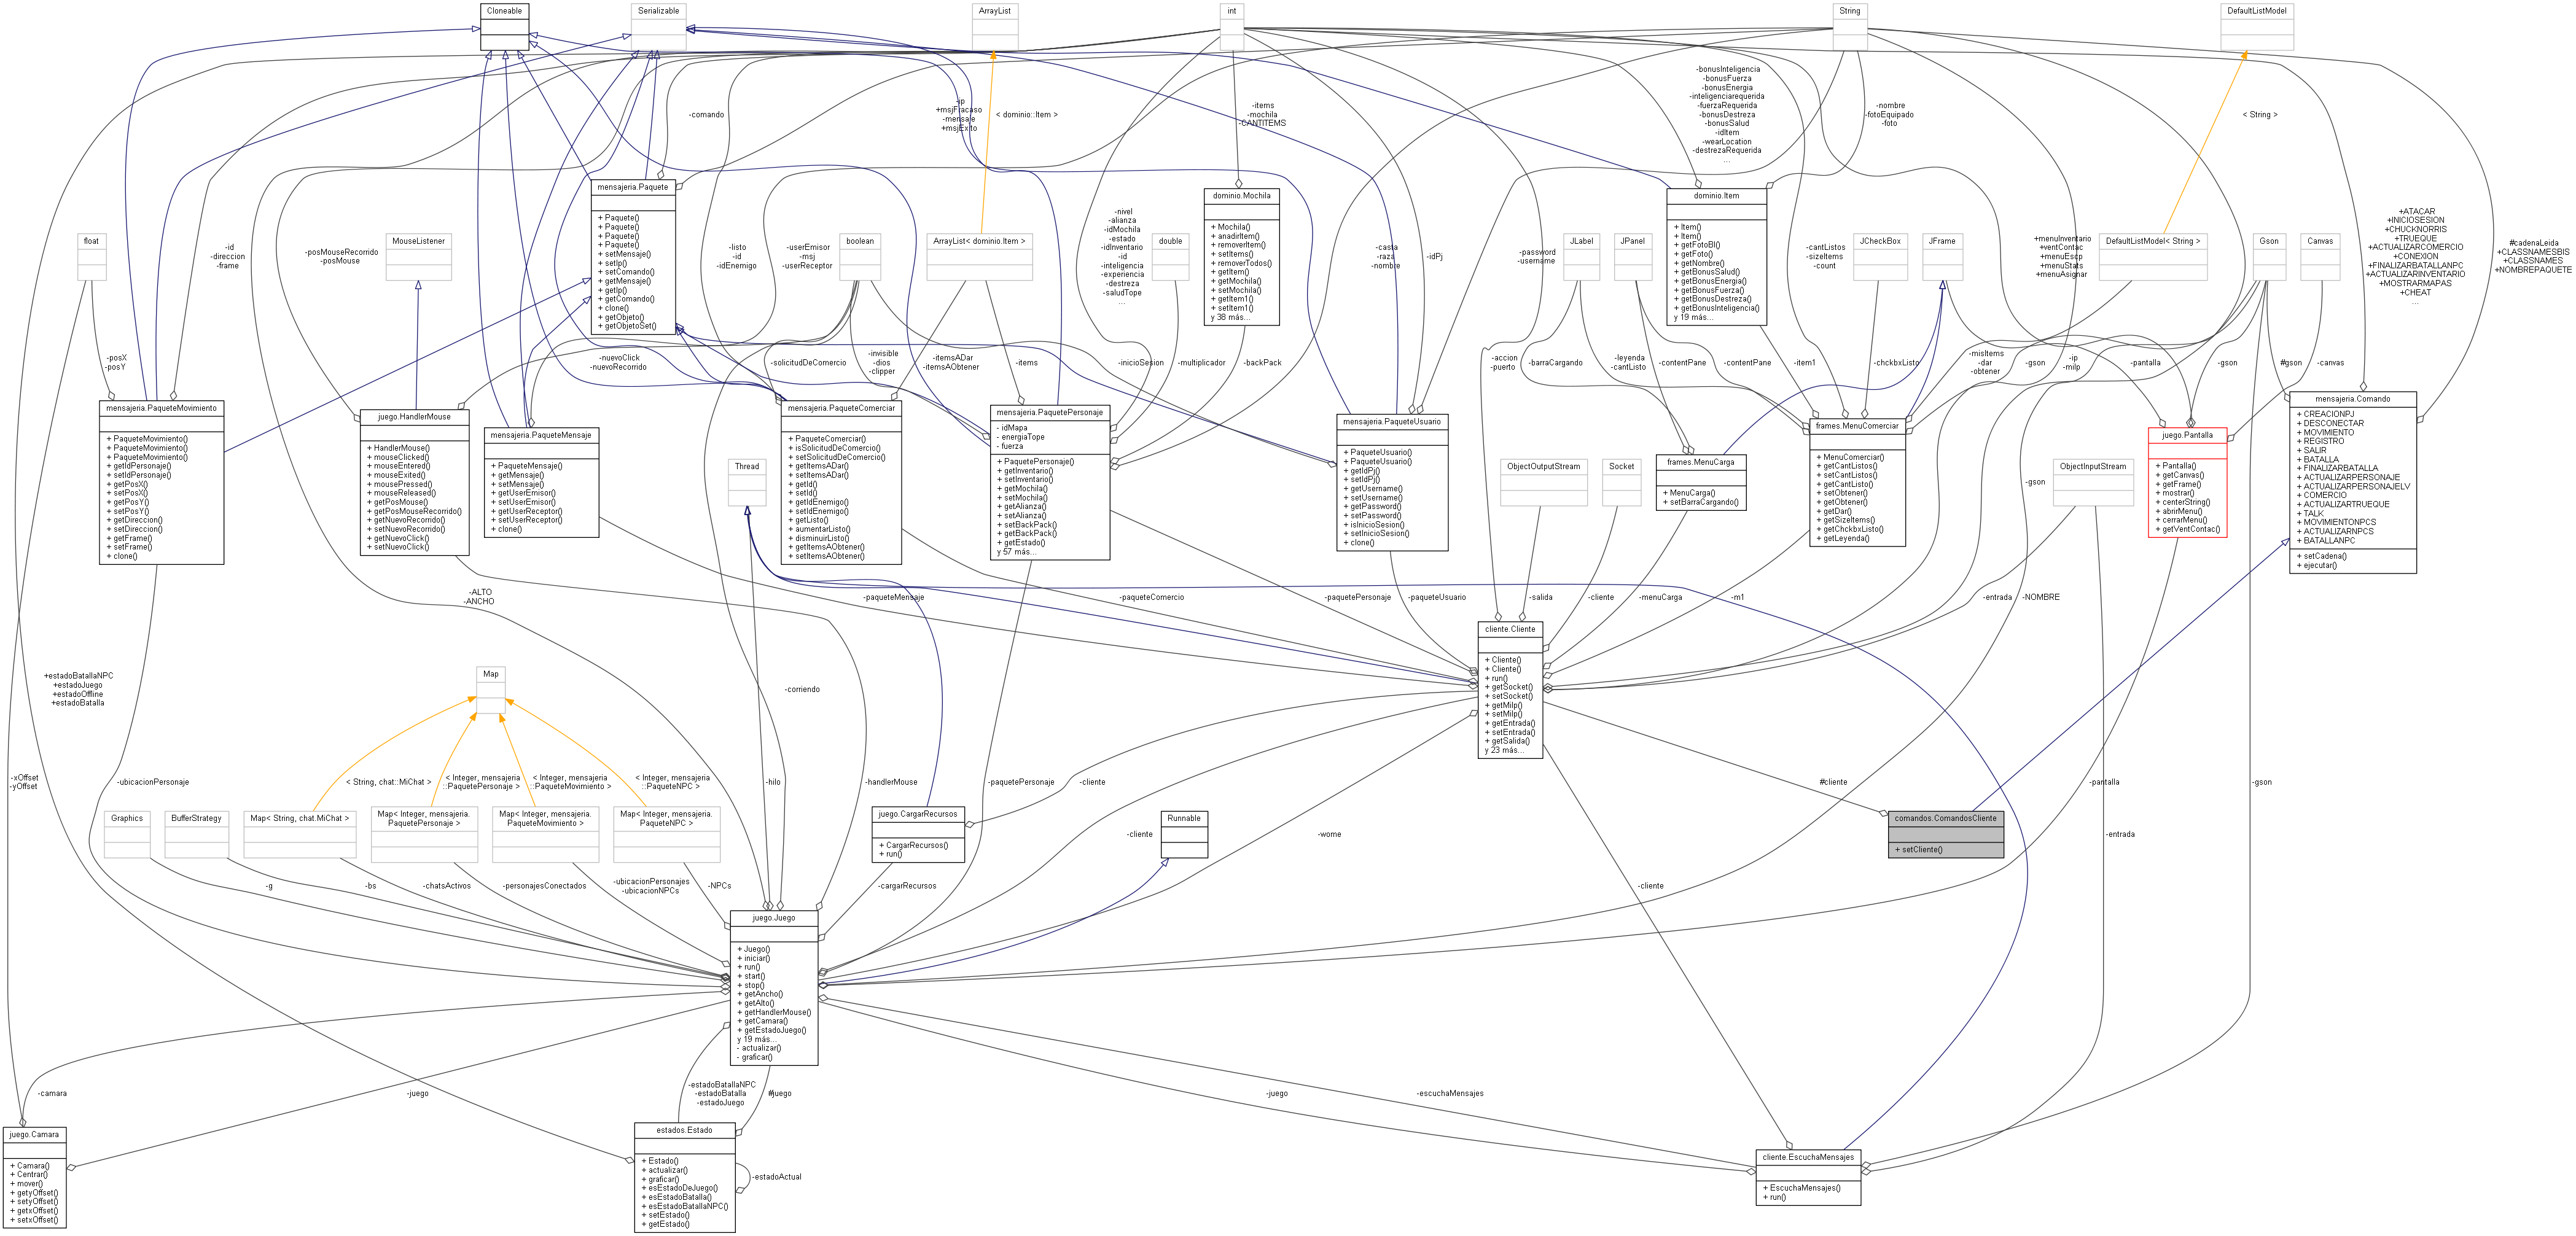 Cloneable
Serializable
ArrayList
int
String
DefaultListModel
-bonusInteligencia
-bonusFuerza
-bonusEnergia
-inteligenciarequerida
-fuerzaRequerida
-bonusDestreza
-bonusSalud
-idItem
-wearLocation
-destrezaRequerida
...
-comando
-ip
+msjFracaso
-mensaje
+msjExito
< dominio::Item >
-items
-mochila
-CANTITEMS
-nombre
-fotoEquipado
-foto
< String >
mensajeria.Paquete
+ Paquete()
+ Paquete()
+ Paquete()
+ Paquete()
+ setMensaje()
+ setIp()
+ setComando()
+ getMensaje()
+ getIp()
+ getComando()
+ clone()
+ getObjeto()
+ getObjetoSet()
dominio.Mochila
+ Mochila()
+ anadirItem()
+ removerItem()
+ setItems()
+ removerTodos()
+ getItem()
+ getMochila()
+ setMochila()
+ getItem1()
+ setItem1()
y 38 más...
dominio.Item
+ Item()
+ Item()
+ getFotoBI()
+ getFoto()
+ getNombre()
+ getBonusSalud()
+ getBonusEnergia()
+ getBonusFuerza()
+ getBonusDestreza()
+ getBonusInteligencia()
y 19 más...
float
-id
-direccion
-frame
-posMouseRecorrido
-posMouse
MouseListener
-listo
-id
-idEnemigo
-userEmisor
-msj
-userReceptor
boolean
ArrayList< dominio.Item >
-nivel
-alianza
-idMochila
-estado
-idInventario
-id
-inteligencia
-experiencia
-destreza
-saludTope
...
double
-casta
-raza
-nombre
-idPj
-password
-username
JLabel
JPanel
-cantListos
-sizeItems
-count
JCheckBox
JFrame
+menuInventario
+ventContac
+menuEscp
+menuStats
+menuAsignar
DefaultListModel< String >
Gson
Canvas
+ATACAR
+INICIOSESION
+CHUCKNORRIS
+TRUEQUE
+ACTUALIZARCOMERCIO
+CONEXION
+FINALIZARBATALLANPC
+ACTUALIZARINVENTARIO
+MOSTRARMAPAS
+CHEAT
...
#cadenaLeida
+CLASSNAMESBIS
+CLASSNAMES
+NOMBREPAQUETE
-posX
-posY
-nuevoClick
-nuevoRecorrido
-solicitudDeComercio
-invisible
-dios
-clipper
-itemsADar
-itemsAObtener
-items
-multiplicador
-backPack
-inicioSesion
-accion
-puerto
-barraCargando
-leyenda
-cantListo
-contentPane
-contentPane
-item1
-chckbxListo
-misItems
-dar
-obtener
-gson
-ip
-milp
-pantalla
-gson
#gson
-canvas
mensajeria.PaqueteMovimiento
+ PaqueteMovimiento()
+ PaqueteMovimiento()
+ PaqueteMovimiento()
+ getIdPersonaje()
+ setIdPersonaje()
+ getPosX()
+ setPosX()
+ getPosY()
+ setPosY()
+ getDireccion()
+ setDireccion()
+ getFrame()
+ setFrame()
+ clone()
juego.HandlerMouse
+ HandlerMouse()
+ mouseClicked()
+ mouseEntered()
+ mouseExited()
+ mousePressed()
+ mouseReleased()
+ getPosMouse()
+ getPosMouseRecorrido()
+ getNuevoRecorrido()
+ setNuevoRecorrido()
+ getNuevoClick()
+ setNuevoClick()
mensajeria.PaqueteMensaje
+ PaqueteMensaje()
+ getMensaje()
+ setMensaje()
+ getUserEmisor()
+ setUserEmisor()
+ getUserReceptor()
+ setUserReceptor()
+ clone()
mensajeria.PaqueteComerciar
+ PaqueteComerciar()
+ isSolicitudDeComercio()
+ setSolicitudDeComercio()
+ getItemsADar()
+ setItemsADar()
+ getId()
+ setId()
+ getIdEnemigo()
+ setIdEnemigo()
+ getListo()
+ aumentarListo()
+ disminuirListo()
+ getItemsAObtener()
+ setItemsAObtener()
mensajeria.PaquetePersonaje
- idMapa
- energiaTope
- fuerza
+ PaquetePersonaje()
+ getInventario()
+ setInventario()
+ getMochila()
+ setMochila()
+ getAlianza()
+ setAlianza()
+ setBackPack()
+ getBackPack()
+ getEstado()
y 57 más...
mensajeria.PaqueteUsuario
+ PaqueteUsuario()
+ PaqueteUsuario()
+ getIdPj()
+ setIdPj()
+ getUsername()
+ setUsername()
+ getPassword()
+ setPassword()
+ isInicioSesion()
+ setInicioSesion()
+ clone()
frames.MenuCarga
+ MenuCarga()
+ setBarraCargando()
frames.MenuComerciar
+ MenuComerciar()
+ getCantListos()
+ setCantListos()
+ getCantListo()
+ setObtener()
+ getObtener()
+ getDar()
+ getSizeItems()
+ getChckbxListo()
+ getLeyenda()
juego.Pantalla
+ Pantalla()
+ getCanvas()
+ getFrame()
+ mostrar()
+ centerString()
+ abrirMenu()
+ cerrarMenu()
+ getVentContac()
mensajeria.Comando
+ CREACIONPJ
+ DESCONECTAR
+ MOVIMIENTO
+ REGISTRO
+ SALIR
+ BATALLA
+ FINALIZARBATALLA
+ ACTUALIZARPERSONAJE
+ ACTUALIZARPERSONAJELV
+ COMERCIO
+ ACTUALIZARTRUEQUE
+ TALK
+ MOVIMIENTONPCS
+ ACTUALIZARNPCS
+ BATALLANPC
+ setCadena()
+ ejecutar()
Thread
ObjectOutputStream
Socket
ObjectInputStream
-gson
-ALTO
-ANCHO
-paqueteMensaje
-paqueteComercio
-paquetePersonaje
-paqueteUsuario
-salida
-cliente
-menuCarga
-m1
-entrada
-NOMBRE
cliente.Cliente
+ Cliente()
+ Cliente()
+ run()
+ getSocket()
+ setSocket()
+ getMilp()
+ setMilp()
+ getEntrada()
+ setEntrada()
+ getSalida()
y 23 más...
+estadoBatallaNPC
+estadoJuego
+estadoOffline
+estadoBatalla
Map
-corriendo
-xOffset
-yOffset
-ubicacionPersonaje
< String, chat::MiChat >
< Integer, mensajeria
::PaquetePersonaje >
< Integer, mensajeria
::PaqueteMovimiento >
< Integer, mensajeria
::PaqueteNPC >
-hilo
-handlerMouse
-paquetePersonaje
-cliente
#cliente
-pantalla
-gson
Graphics
BufferStrategy
Map< String, chat.MiChat >
Map< Integer, mensajeria.
PaquetePersonaje >
Map< Integer, mensajeria.
PaqueteMovimiento >
Map< Integer, mensajeria.
PaqueteNPC >
juego.CargarRecursos
+ CargarRecursos()
+ run()
Runnable
-cliente
-wome
comandos.ComandosCliente
+ setCliente()
-entrada
-g
-bs
-chatsActivos
-personajesConectados
-ubicacionPersonajes
-ubicacionNPCs
-NPCs
-cargarRecursos
-cliente
juego.Juego
+ Juego()
+ iniciar()
+ run()
+ start()
+ stop()
+ getAncho()
+ getAlto()
+ getHandlerMouse()
+ getCamara()
+ getEstadoJuego()
y 19 más...
- actualizar()
- graficar()
-camara
-juego
-estadoBatallaNPC
-estadoBatalla
-estadoJuego
#juego
-juego
-escuchaMensajes
juego.Camara
+ Camara()
+ Centrar()
+ mover()
+ getyOffset()
+ setyOffset()
+ getxOffset()
+ setxOffset()
estados.Estado
+ Estado()
+ actualizar()
+ graficar()
+ esEstadoDeJuego()
+ esEstadoBatalla()
+ esEstadoBatallaNPC()
+ setEstado()
+ getEstado()
-estadoActual
cliente.EscuchaMensajes
+ EscuchaMensajes()
+ run()